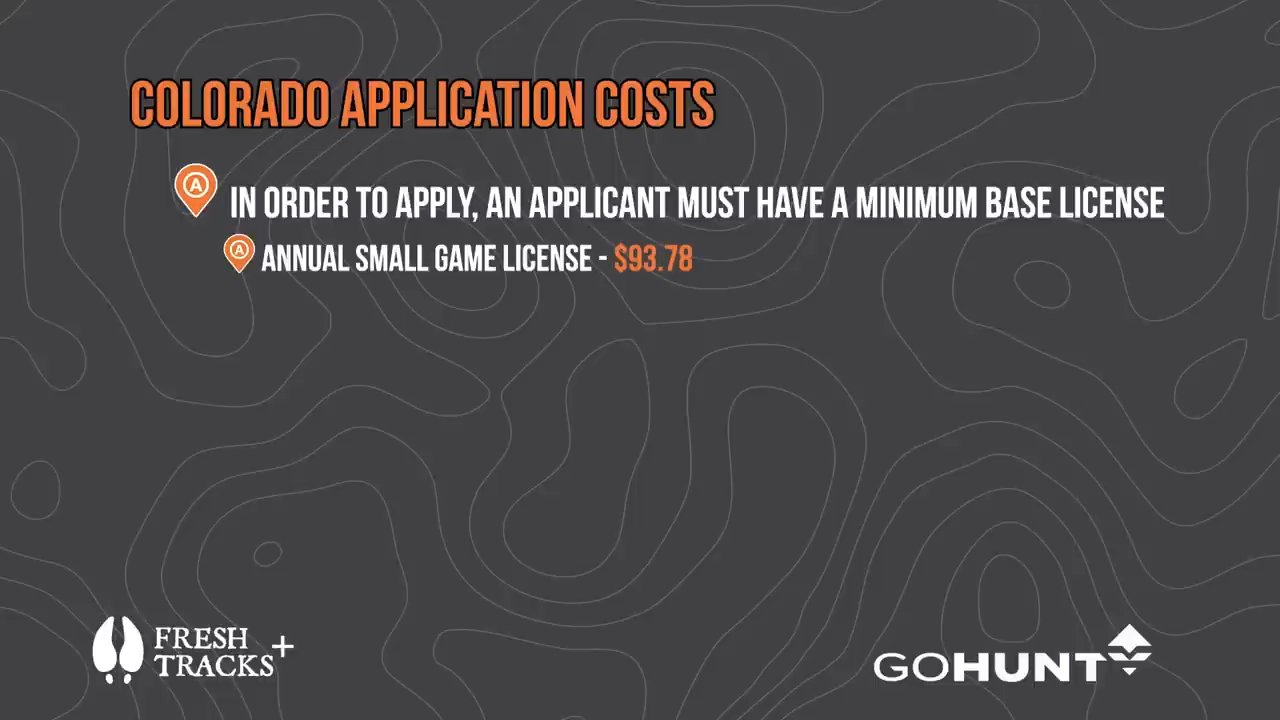 COLORADO APPLICATION COSTS
A IN ORDER TO APPLY, AN APPLICANT MUST HAVE A MINIMUM BASE LICENSE
A ANNUAL SMALL GAME LICENSE - $93.78
FRESH TRACKS+
GOHUNT